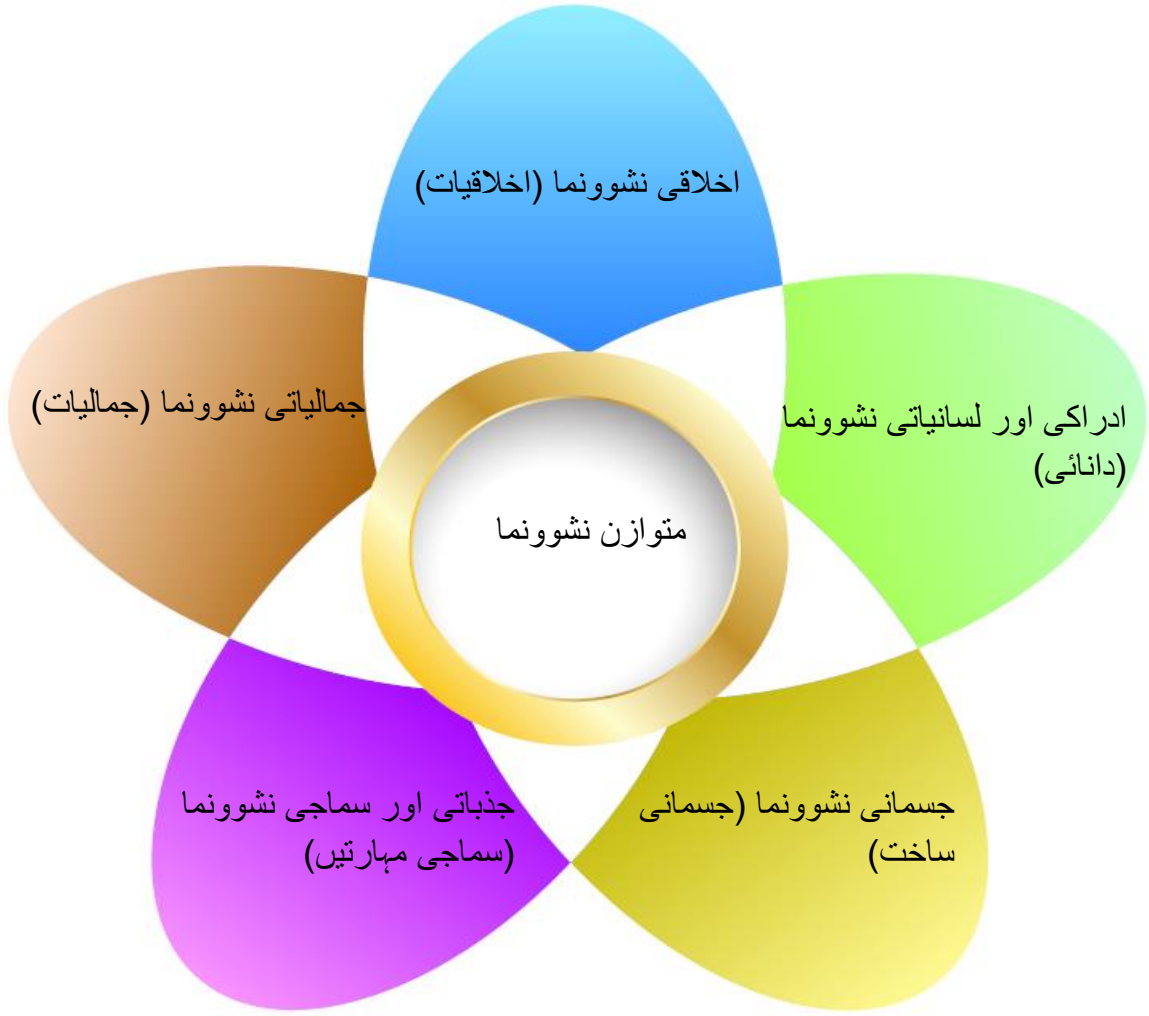 اخلاقی نشوونما (اخلاقیات)
جمالیاتی نشوونما (جمالیات)
ادراکی اور لسانیاتی نشوونما
(دانائی)
متوازن نشوونما
جسمانی نشوونما (جسمانی
ساخت)
جذباتی اور سماجی نشوونما
(سماجی مہارتیں)